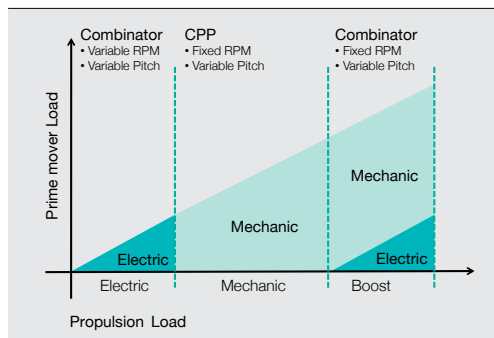 Combinator
• Variable RPM
• Variable Pitch
CPP
• Fixed RPM
• Variable Pitch
Combinator
• Fixed RPM
• Variable Pitch
Prime mover Load
Mechanic
Mechanic
Electric
Electric
Electric
Mechanic
Boost
Propulsion Load